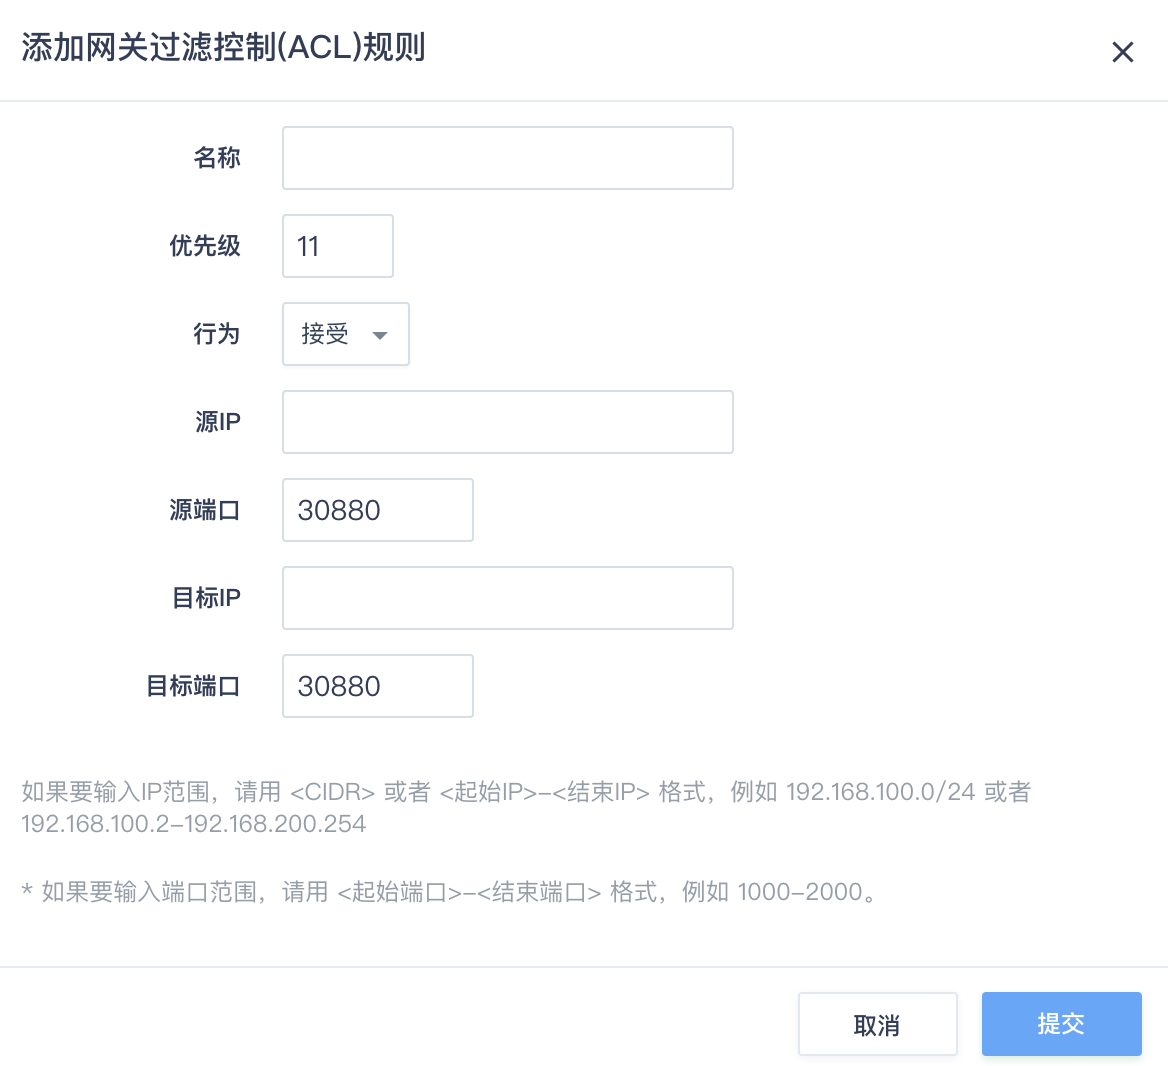 添加网关过滤控制(ACL)规则
名称
优先级 11
行为 接受
源IP
源端口 30880
目标IP
目标端口 30880
如果要输入IP范围，请用 <CIDR> 或者 <起始IP>-<结束IP> 格式，例如 192.168.100.0/24 或者
192.168.100.2-192.168.200.254
* 如果要输入端口范围，请用 <起始端口>-<结束端口> 格式，例如 1000-2000。
取消 提交